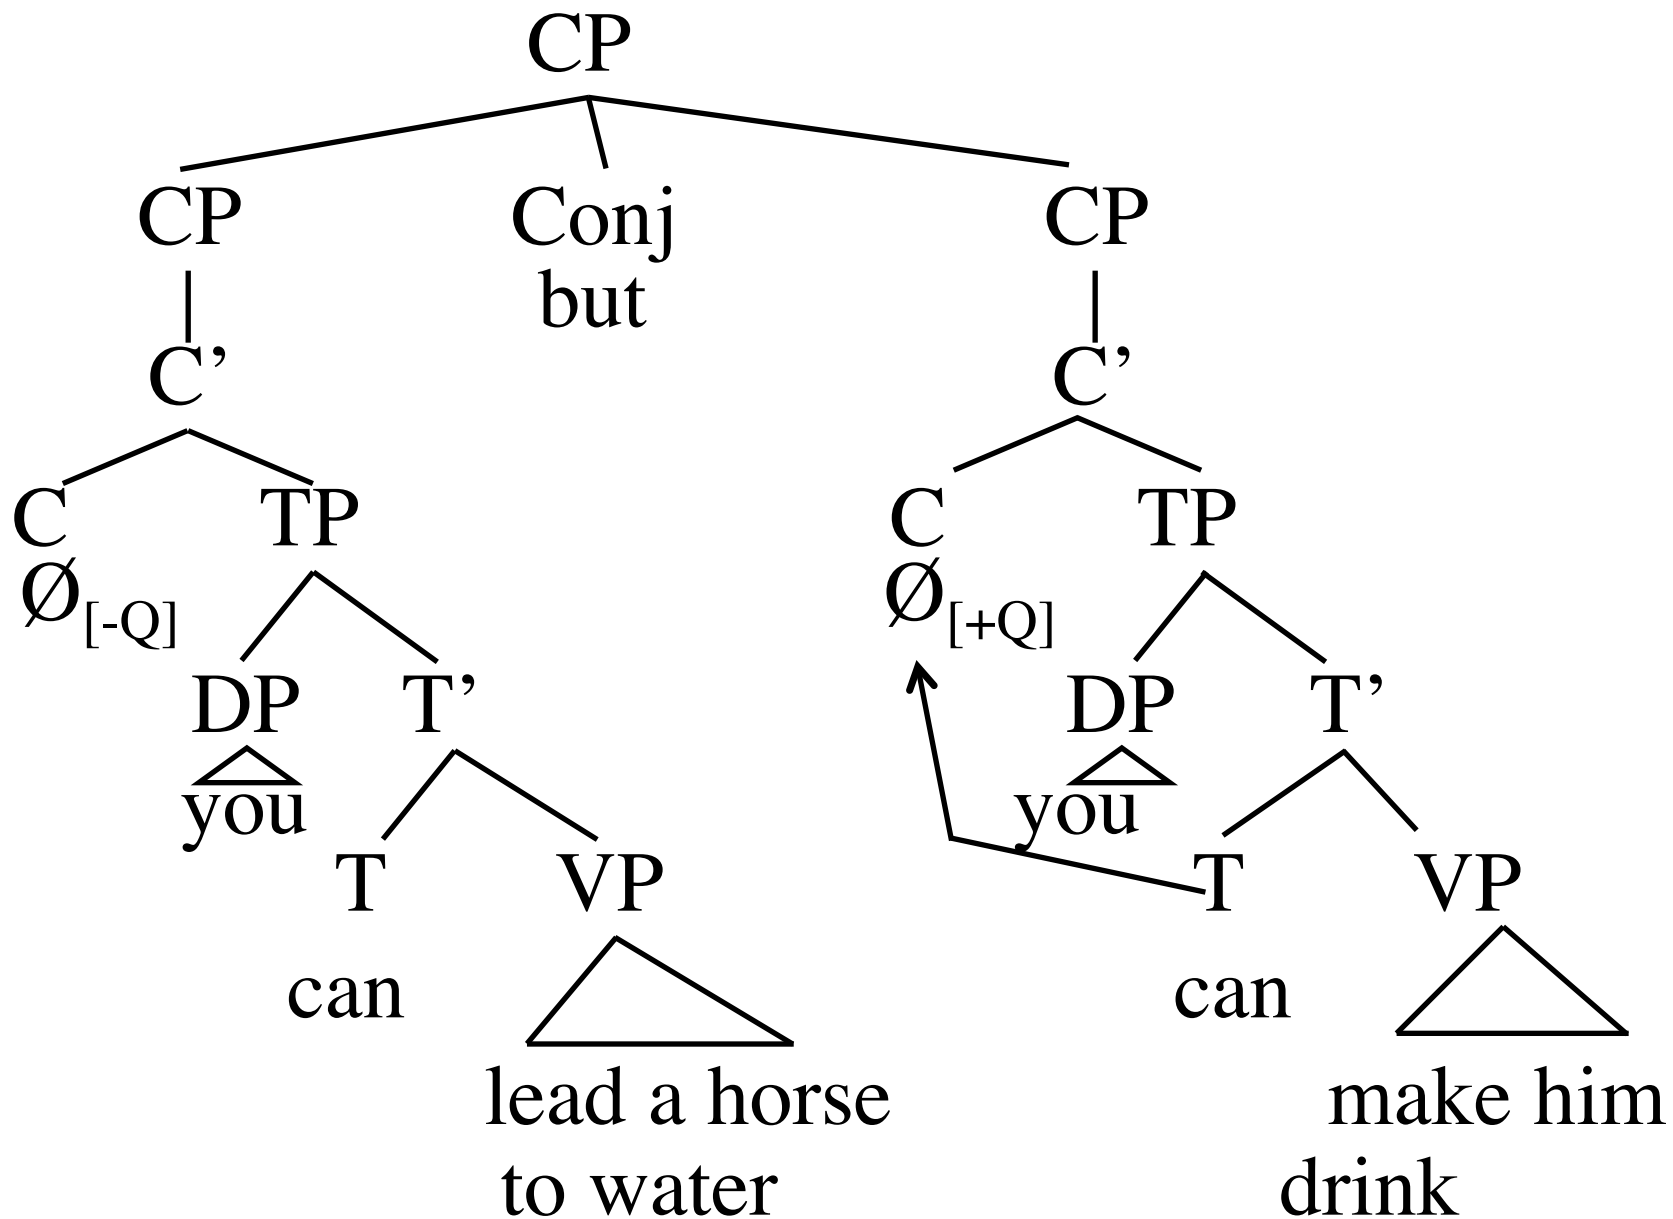 CP
CP Conj CP
but
C’ C’
C TP C TP
Ø[-Q] Ø[+Q]
DP T’ DP T’
you you
T VP T VP
can can
lead a horse make him
to water drink